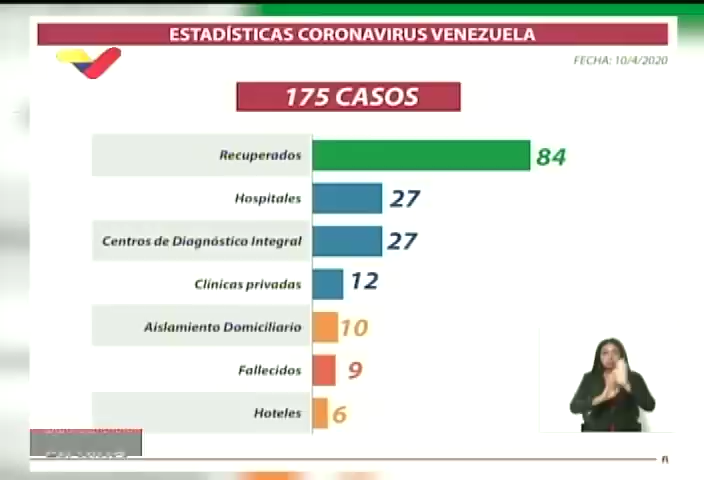 ESTADÍSTICAS CORONAVIRUS VENEZUELA
FECHA: 10/4/2020
175 CASOS
Recuperados 84
Hospitales 27
Centros de Diagnóstico Integral 27
Clínicas privadas 12
Aislamiento Domiciliario 10
Fallecidos 9
Hoteles 6